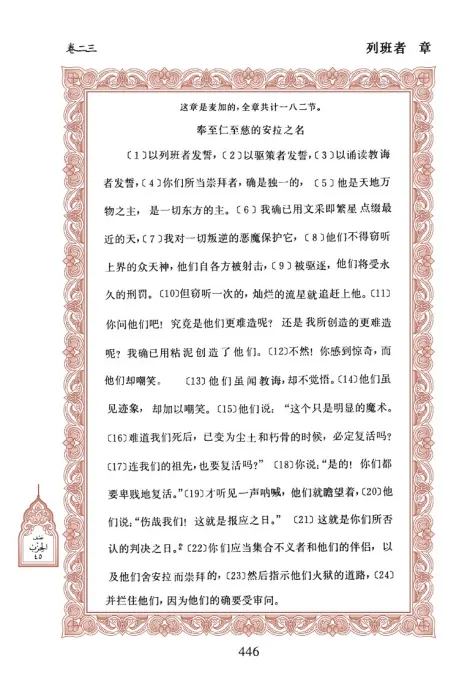 卷二三
列班者 章
这章是麦加的,全章共计一八二节。
奉至仁至慈的安拉之名
〔1〕以列班者发誓,〔2〕以驱策者发誓,〔3〕以诵读教诲
者发誓,〔4〕你们所当崇拜者,确是独一的, 〔5〕他是天地万
物之主, 是一切东方的主。〔6〕我确已用文采即繁星点缀最
近的天,〔7〕我对一切叛逆的恶魔保护它,〔8〕他们不得窃听
上界的众天神,他们自各方被射击,〔9〕被驱逐,他们将受永
久的刑罚。〔10〕但窃听一次的,灿烂的流星就追赶上他。〔11〕
你问他们吧! 究竟是他们更难造呢? 还是我所创造的更难造
呢? 我确已用粘泥创造了他们。〔12〕不然! 你感到惊奇,而
他们却嘲笑。 〔13〕他们虽闻教诲,却不觉悟。〔14〕他们虽
见迹象, 却加以嘲笑。〔15〕他们说:“这个只是明显的魔术。
〔16〕难道我们死后,已变为尘土和朽骨的时候,必定复活吗?
〔17〕连我们的祖先,也要复活吗?”〔18〕你说:“是的! 你们都
要卑贱地复活。”〔19〕才听见一声呐喊,他们就瞻望着,〔20〕他
们说:“伤哉我们! 这就是报应之日。” 〔21〕这就是你们所否
认的判决之日。²〔22〕你们应当集合不义者和他们的伴侣, 以
及他们舍安拉而崇拜的,〔23〕然后指示他们火狱的道路,〔24〕
并拦住他们,因为他们的确要受审问。
الحزب
٤٥
446